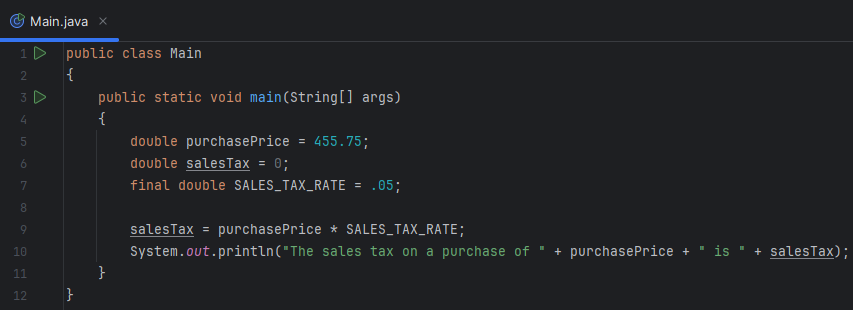 Main.java
1 public class Main
2 {
3     public static void main(String[] args)
4     {
5         double purchasePrice = 455.75;
6         double salesTax = 0;
7         final double SALES_TAX_RATE = .05;
8
9         salesTax = purchasePrice * SALES_TAX_RATE;
10         System.out.println("The sales tax on a purchase of " + purchasePrice + " is " + salesTax);
11     }
12 }